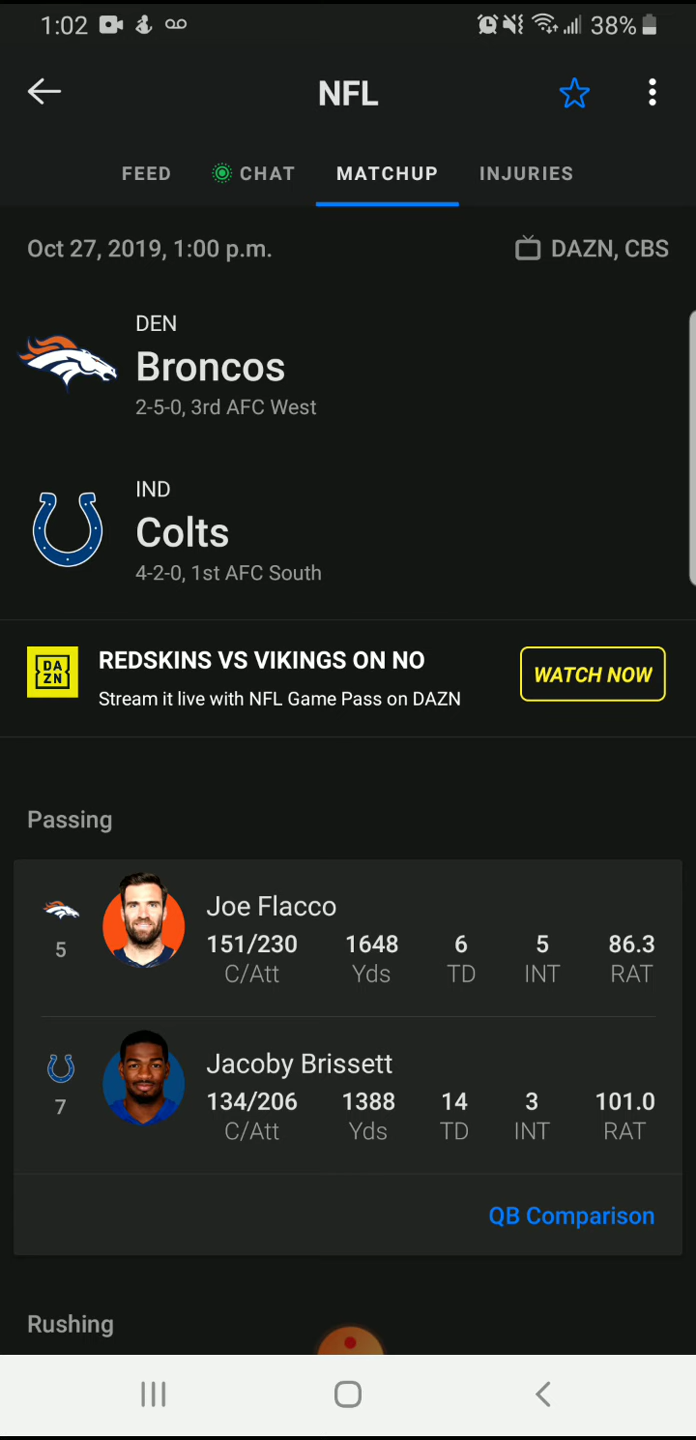 1:02 38%
NFL
FEED CHAT MATCHUP INJURIES
Oct 27, 2019, 1:00 p.m. DAZN, CBS
DEN
Broncos
2-5-0, 3rd AFC West
IND
Colts
4-2-0, 1st AFC South
DA
ZN
REDSKINS VS VIKINGS ON NO
Stream it live with NFL Game Pass on DAZN
WATCH NOW
Passing
5
Joe Flacco
151/230 1648 6 5 86.3
C/Att Yds TD INT RAT
7
Jacoby Brissett
134/206 1388 14 3 101.0
C/Att Yds TD INT RAT
QB Comparison
Rushing